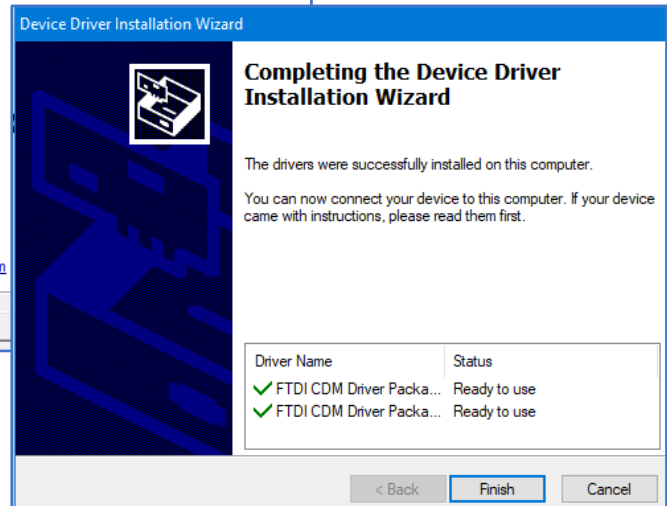 Device Driver Installation Wizard
Completing the Device Driver
Installation Wizard
The drivers were successfully installed on this computer.
You can now connect your device to this computer. If your device
came with instructions, please read them first.
Driver Name Status
FTDI CDM Driver Packa... Ready to use
FTDI CDM Driver Packa... Ready to use
< Back Finish Cancel